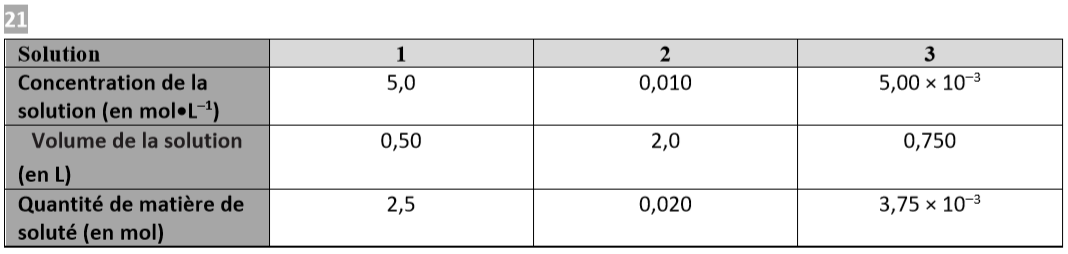 21
Solution 1 2 3
Concentration de la 5,0 0,010 5,00 × 10⁻³
solution (en mol•L⁻¹)
Volume de la solution 0,50 2,0 0,750
(en L)
Quantité de matière de 2,5 0,020 3,75 × 10⁻³
soluté (en mol)